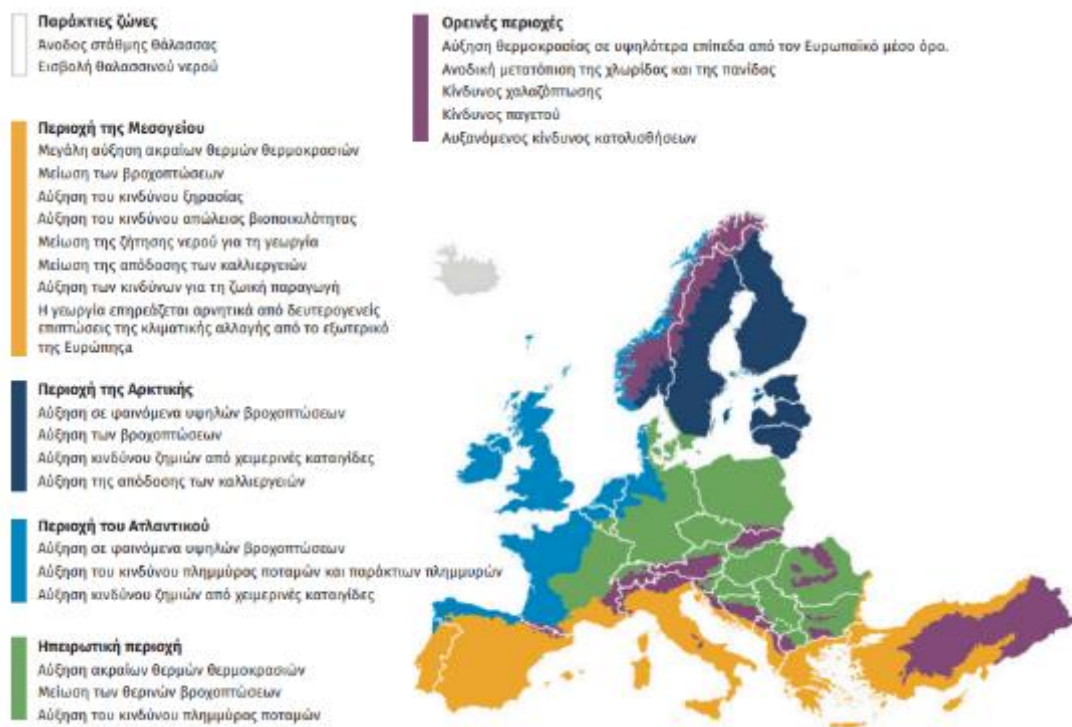 Παράκτιες ζώνες
Άνοδος στάθμης θάλασσας
Εισβολή θαλασσινού νερού
Ορεινές περιοχές
Αύξηση θερμοκρασίας σε υψηλότερα επίπεδα από τον Ευρωπαϊκό μέσο όρο.
Ανοδική μετατόπιση της χλωρίδας και της πανίδας
Κίνδυνος χαλαζόπτωσης
Κίνδυνος παγετού
Αυξανόμενος κίνδυνος κατολισθήσεων
Περιοχή της Μεσογείου
Μεγάλη αύξηση ακραίων θερμών θερμοκρασιών
Μείωση των βροχοπτώσεων
Αύξηση του κινδύνου ξηρασίας
Αύξηση του κινδύνου απώλειας βιοποικιλότητας
Μείωση της ζήτησης νερού για τη γεωργία
Μείωση της απόδοσης των καλλιεργειών
Αύξηση των κινδύνων για τη ζωική παραγωγή
Η γεωργία επηρεάζεται αρνητικά από δευτερογενείς
επιπτώσεις της κλιματικής αλλαγής από το εξωτερικό
της Ευρώπηςa
Περιοχή της Αρκτικής
Αύξηση σε φαινόμενα υψηλών βροχοπτώσεων
Αύξηση των βροχοπτώσεων
Αύξηση κινδύνου ζημιών από χειμερινές καταιγίδες
Αύξηση της απόδοσης των καλλιεργειών
Περιοχή του Ατλαντικού
Αύξηση σε φαινόμενα υψηλών βροχοπτώσεων
Αύξηση του κινδύνου πλημμύρας ποταμών και παράκτιων πλημμυρών
Αύξηση κινδύνου ζημιών από χειμερινές καταιγίδες
Ηπειρωτική περιοχή
Αύξηση ακραίων θερμών θερμοκρασιών
Μείωση των θερινών βροχοπτώσεων
Αύξηση του κινδύνου πλημμύρας ποταμών